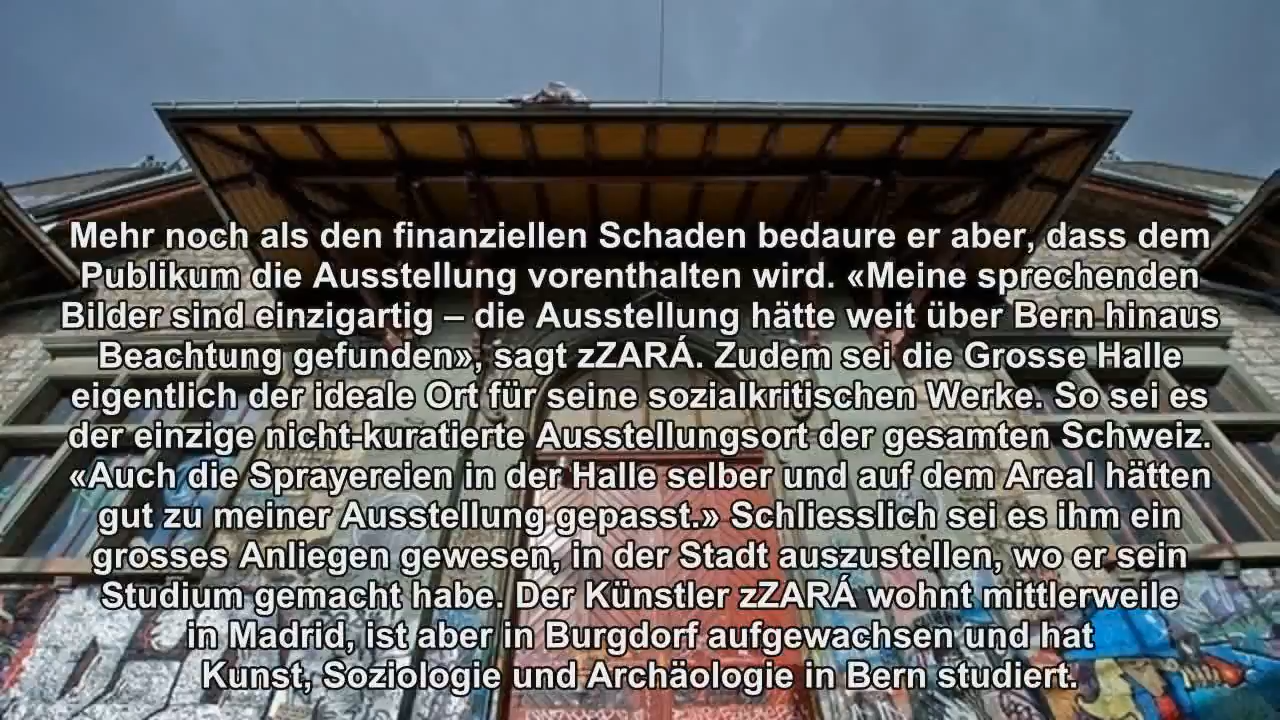 Mehr noch als den finanziellen Schaden bedaure er aber, dass dem
Publikum die Ausstellung vorenthalten wird. «Meine sprechenden
Bilder sind einzigartig – die Ausstellung hätte weit über Bern hinaus
Beachtung gefunden», sagt zZARÁ. Zudem sei die Grosse Halle
eigentlich der ideale Ort für seine sozialkritischen Werke. So sei es
der einzige nicht-kuratierte Ausstellungsort der gesamten Schweiz.
«Auch die Sprayereien in der Halle selber und auf dem Areal hätten
gut zu meiner Ausstellung gepasst.» Schliesslich sei es ihm ein
grosses Anliegen gewesen, in der Stadt auszustellen, wo er sein
Studium gemacht habe. Der Künstler zZARÁ wohnt mittlerweile
in Madrid, ist aber in Burgdorf aufgewachsen und hat
Kunst, Soziologie und Archäologie in Bern studiert.